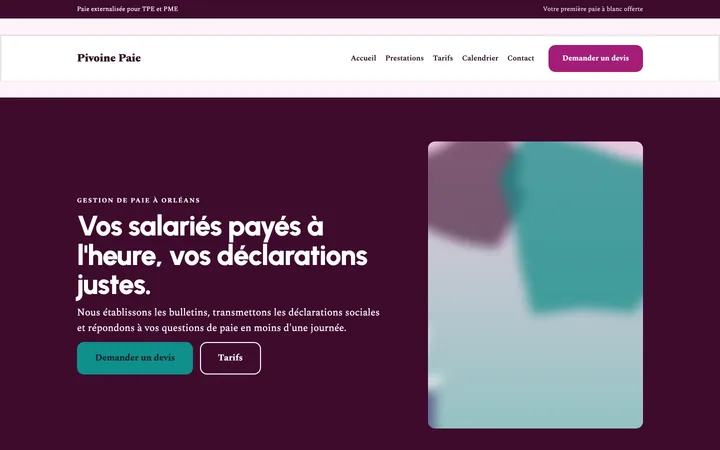 Paie externalisée pour TPE et PME
Votre première paie à blanc offerte
Pivoine Paie
Accueil
Prestations
Tarifs
Calendrier
Contact
Demander un devis
GESTION DE PAIE À ORLÉANS
Vos salariés payés à
l'heure, vos déclarations
justes.
Nous établissons les bulletins, transmettons les déclarations sociales
et répondons à vos questions de paie en moins d'une journée.
Demander un devis
Tarifs